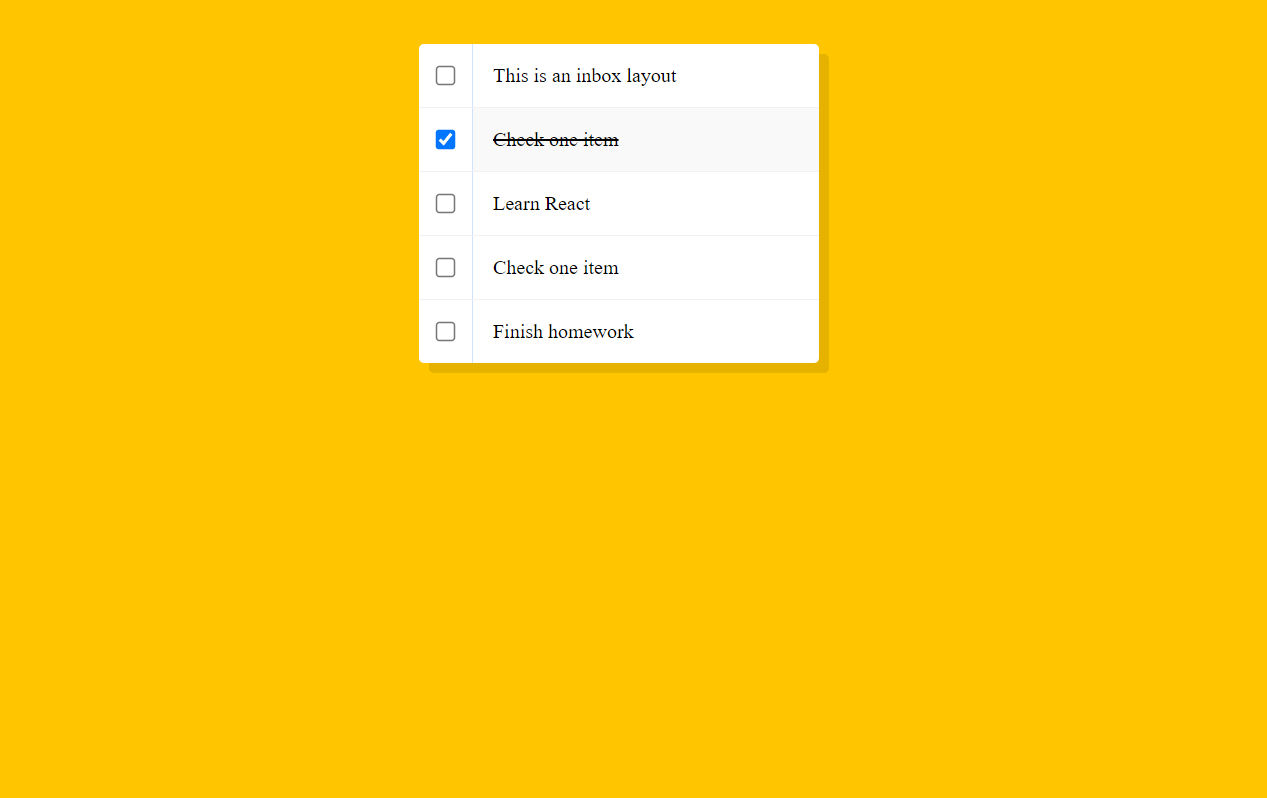 This is an inbox layout
Check one item
Learn React
Check one item
Finish homework